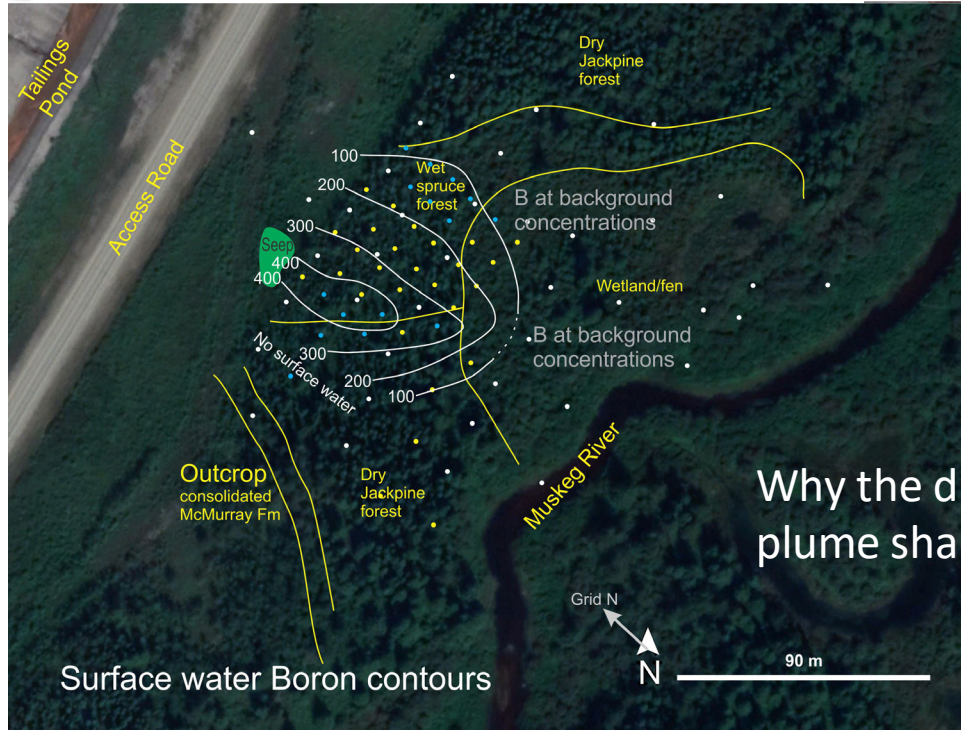 Tailings
Pond
Access Road
Dry
Jackpine
forest
100
Wet
spruce
forest
200
B at background
concentrations
300
Seep
400
400
Wetland/fen
B at background
concentrations
No surface water
300
200
100
Outcrop
consolidated
McMurray Fm
Dry
Jackpine
forest
Muskeg River
Why the
plume
Grid N
N
90 m
Surface water Boron contours